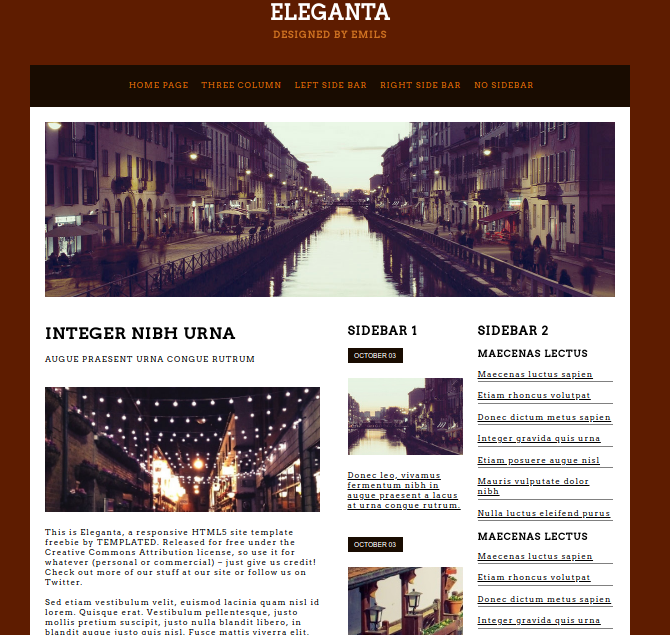 ELEGANTA
DESIGNED BY EMILS
HOME PAGE THREE COLUMN LEFT SIDE BAR RIGHT SIDE BAR NO SIDEBAR
INTEGER NIBH URNA
AUGUE PRAESENT URNA CONGUE RUTRUM
This is Eleganta, a responsive HTML5 site template
freebie by TEMPLATED. Released for free under the
Creative Commons Attribution license, so use it for
whatever (personal or commercial) – just give us credit!
Check out more of our stuff at our site or follow us on
Twitter.
Sed etiam vestibulum velit, euismod lacinia quam nisl id
lorem. Quisque erat. Vestibulum pellentesque, justo
mollis pretium suscipit, justo nulla blandit libero, in
blandit augue justo quis nisl. Fusce mattis viverra elit.
SIDEBAR 1
OCTOBER 03
Donec leo, vivamus
fermentum nibh in
augue praesent a lacus
at urna congue rutrum.
OCTOBER 03
SIDEBAR 2
MAECENAS LECTUS
Maecenas luctus sapien
Etiam rhoncus volutpat
Donec dictum metus sapien
Integer gravida quis urna
Etiam posuere augue nisl
Mauris vulputate dolor
nibh
Nulla luctus eleifend purus
MAECENAS LECTUS
Maecenas luctus sapien
Etiam rhoncus volutpat
Donec dictum metus sapien
Integer gravida quis urna